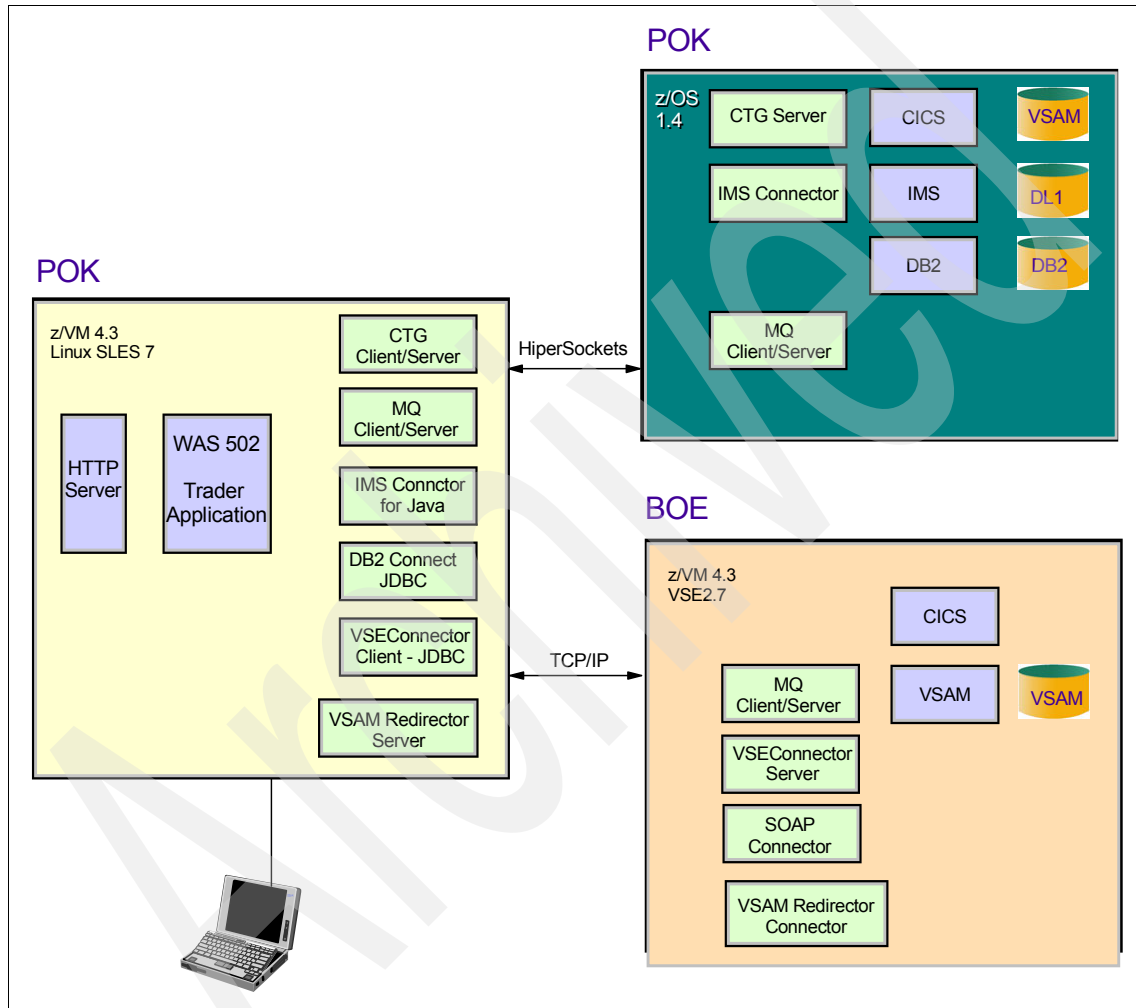 POK
z/OS
1.4
CTG Server
CICS
VSAM
IMS Connector
IMS
DL1
DB2
DB2
MQ
Client/Server
POK
z/VM 4.3
Linux SLES 7
HTTP
Server
WAS 502
Trader
Application
CTG
Client/Server
MQ
Client/Server
IMS Connctor
for Java
DB2 Connect
JDBC
VSEConnector
Client - JDBC
VSAM Redirector
Server
HiperSockets
TCP/IP
BOE
z/VM 4.3
VSE2.7
CICS
MQ
Client/Server
VSAM
VSAM
VSEConnector
Server
SOAP
Connector
VSAM Redirector
Connector
Archived